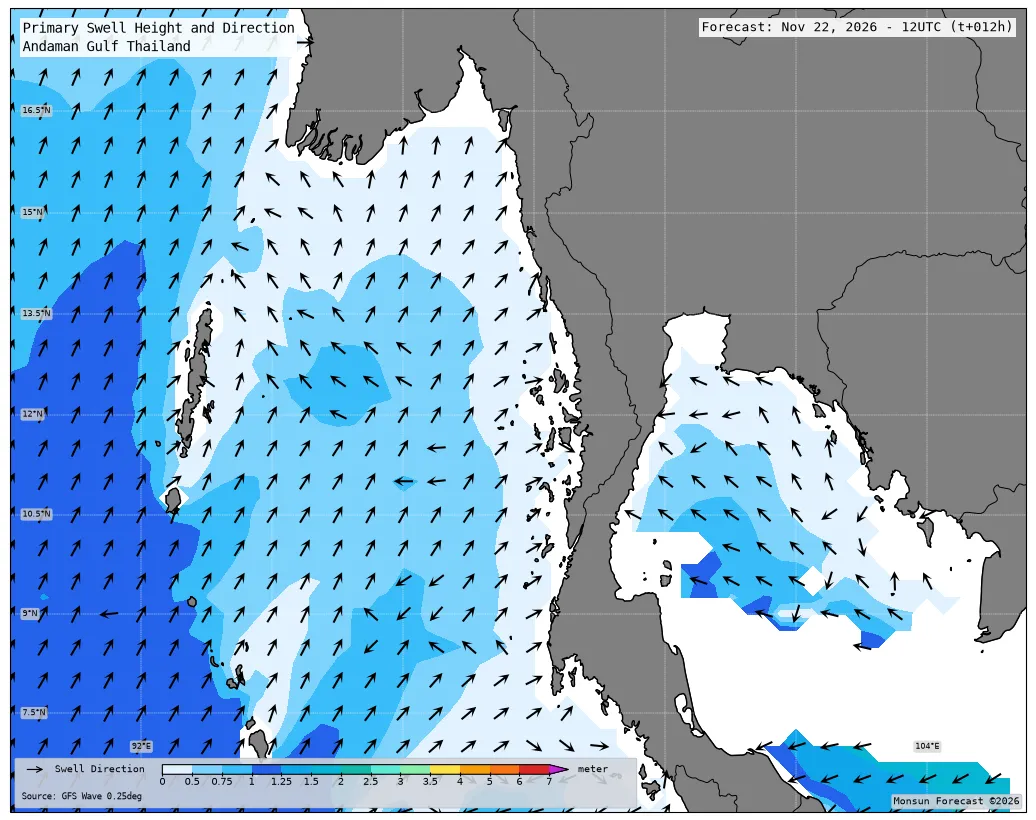 Primary Swell Height and Direction
Andaman Gulf Thailand
Forecast: Nov 22, 2026 - 12UTC (t+012h)
16.5°N
15°N
13.5°N
12°N
10.5°N
9°N
7.5°N
92°E
104°E
Swell Direction
meter
0 0.5 0.75 1 1.25 1.5 2 2.5 3 3.5 4 5 6 7
Source: GFS Wave 0.25deg
Monsun Forecast ©2026